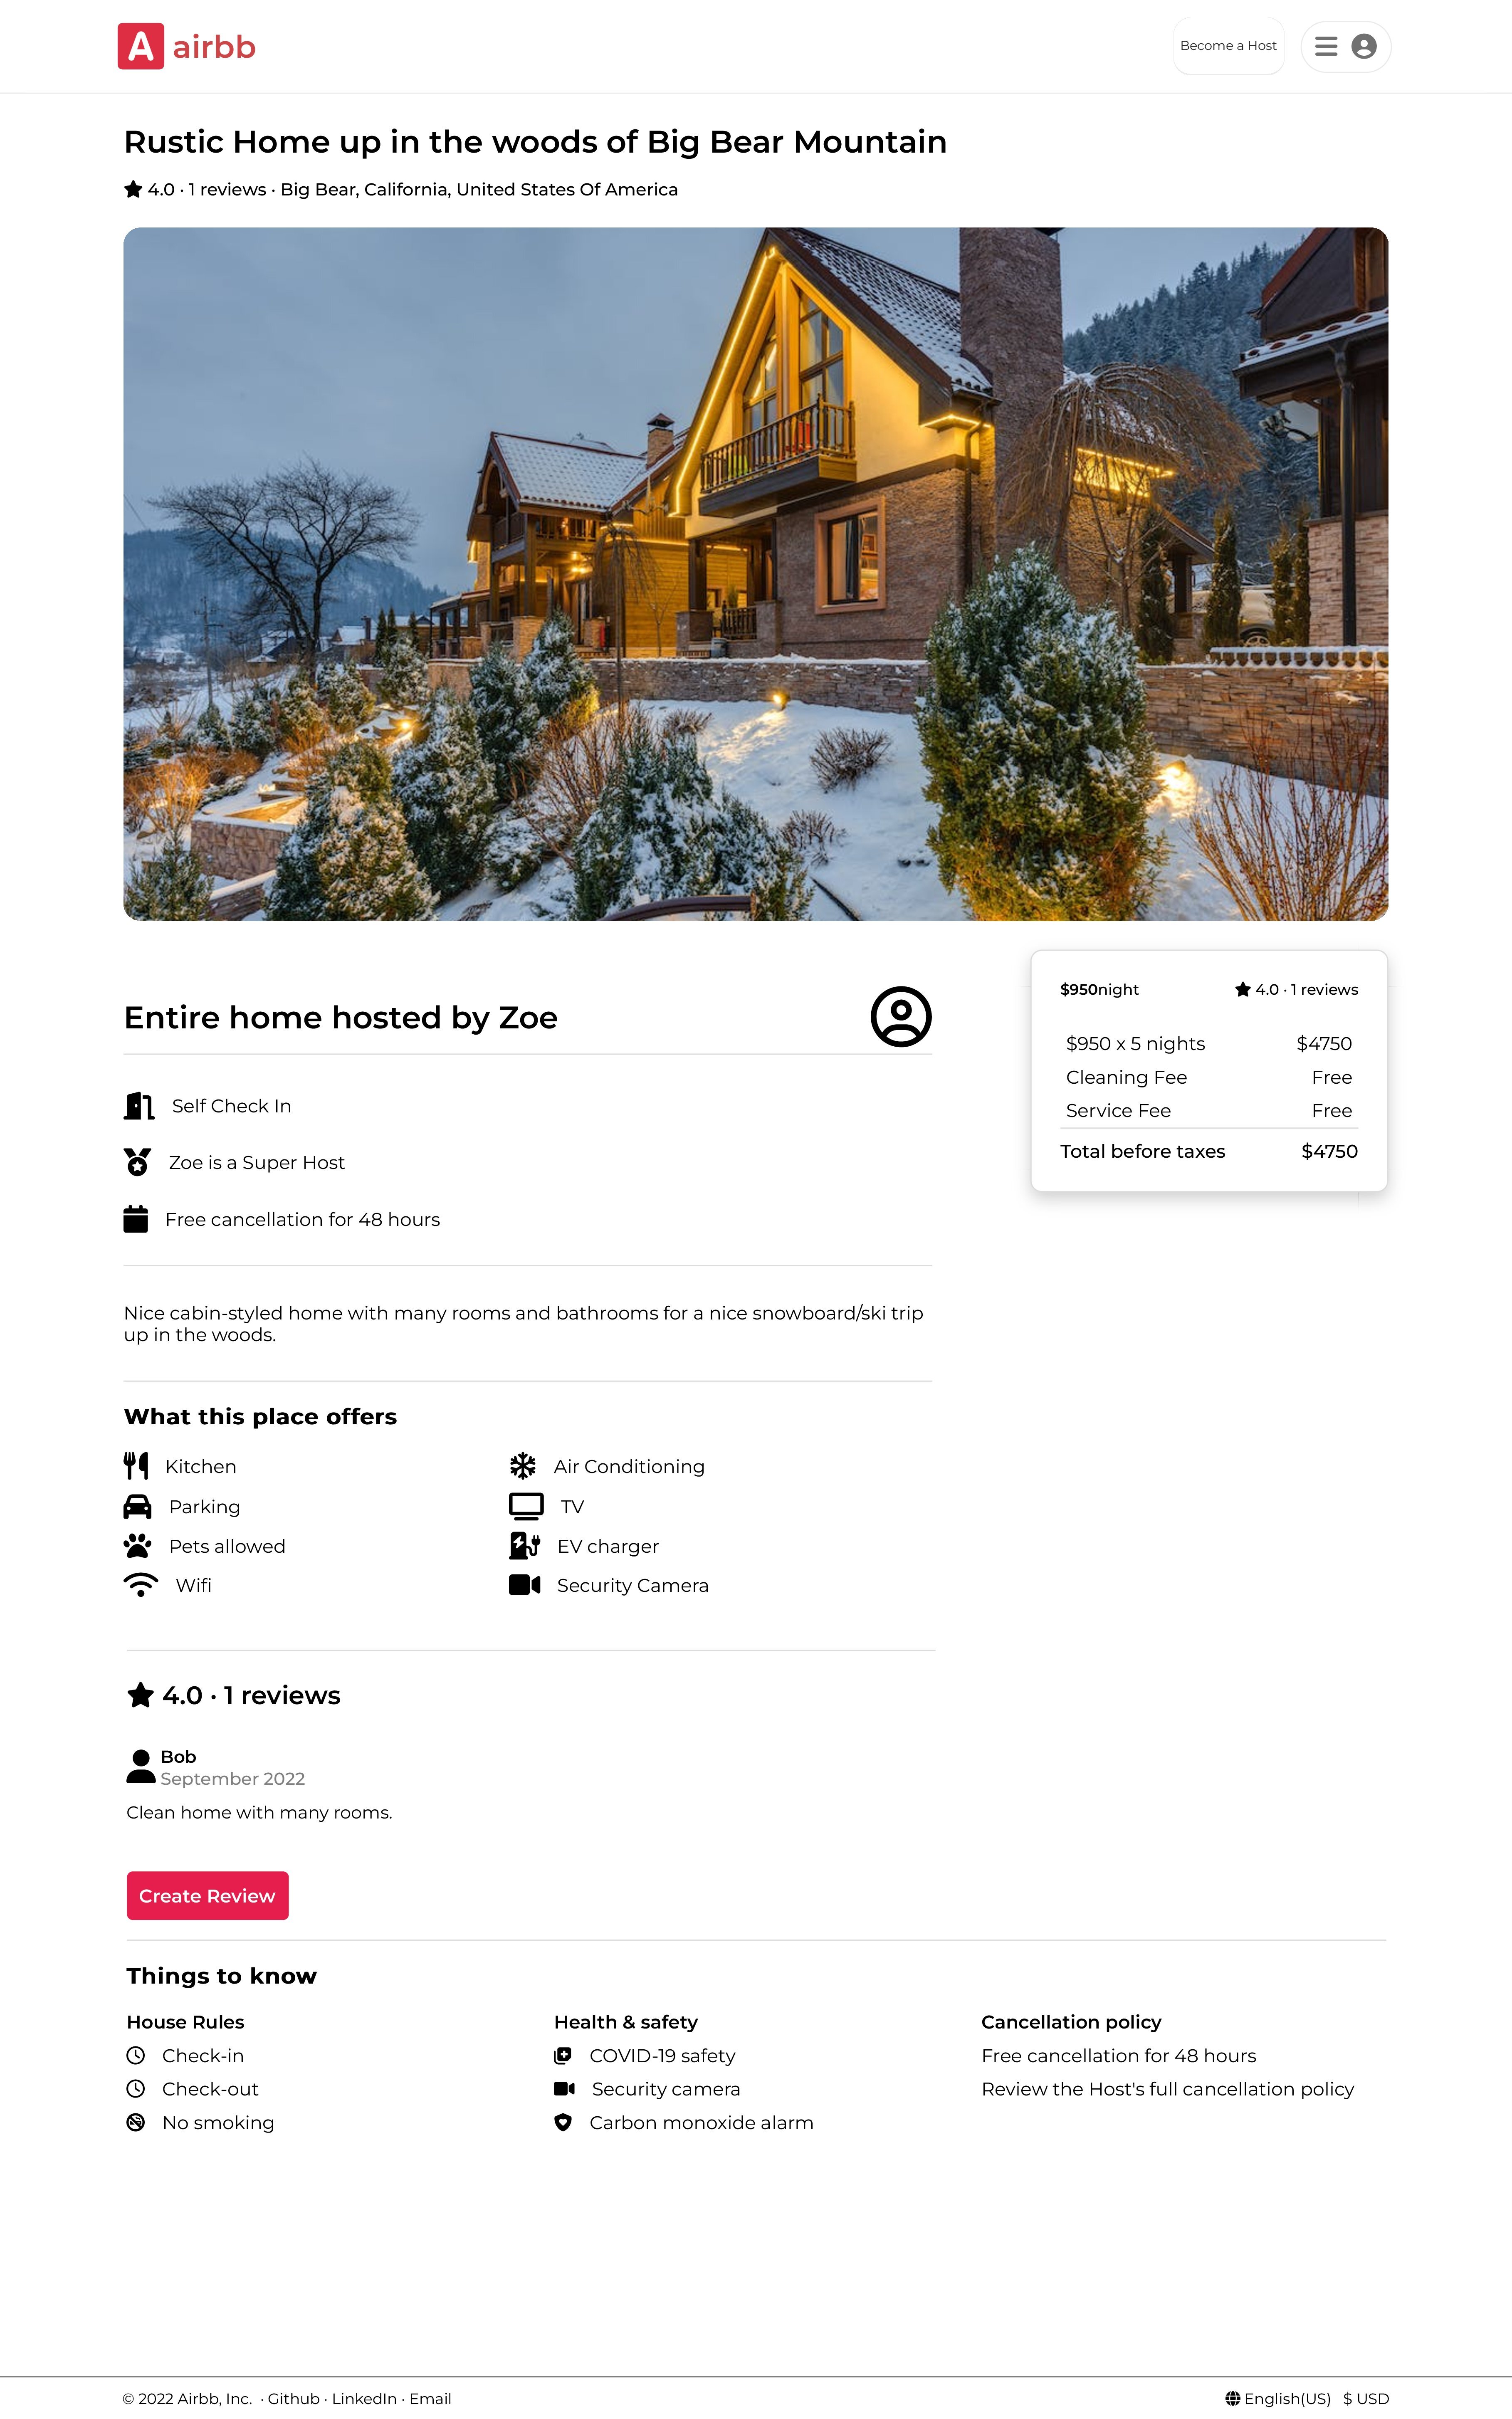 A airbb
Become a Host
Rustic Home up in the woods of Big Bear Mountain
4.0 · 1 reviews · Big Bear, California, United States Of America
Entire home hosted by Zoe
Self Check In
Zoe is a Super Host
Free cancellation for 48 hours
$950night 4.0 · 1 reviews
$950 x 5 nights $4750
Cleaning Fee Free
Service Fee Free
Total before taxes $4750
Nice cabin-styled home with many rooms and bathrooms for a nice snowboard/ski trip
up in the woods.
What this place offers
Kitchen Air Conditioning
Parking TV
Pets allowed EV charger
Wifi Security Camera
4.0 · 1 reviews
Bob
September 2022
Clean home with many rooms.
Create Review
Things to know
House Rules
Check-in
Check-out
No smoking
Health & safety
COVID-19 safety
Security camera
Carbon monoxide alarm
Cancellation policy
Free cancellation for 48 hours
Review the Host's full cancellation policy
© 2022 Airbb, Inc. · Github · LinkedIn · Email English(US) $ USD